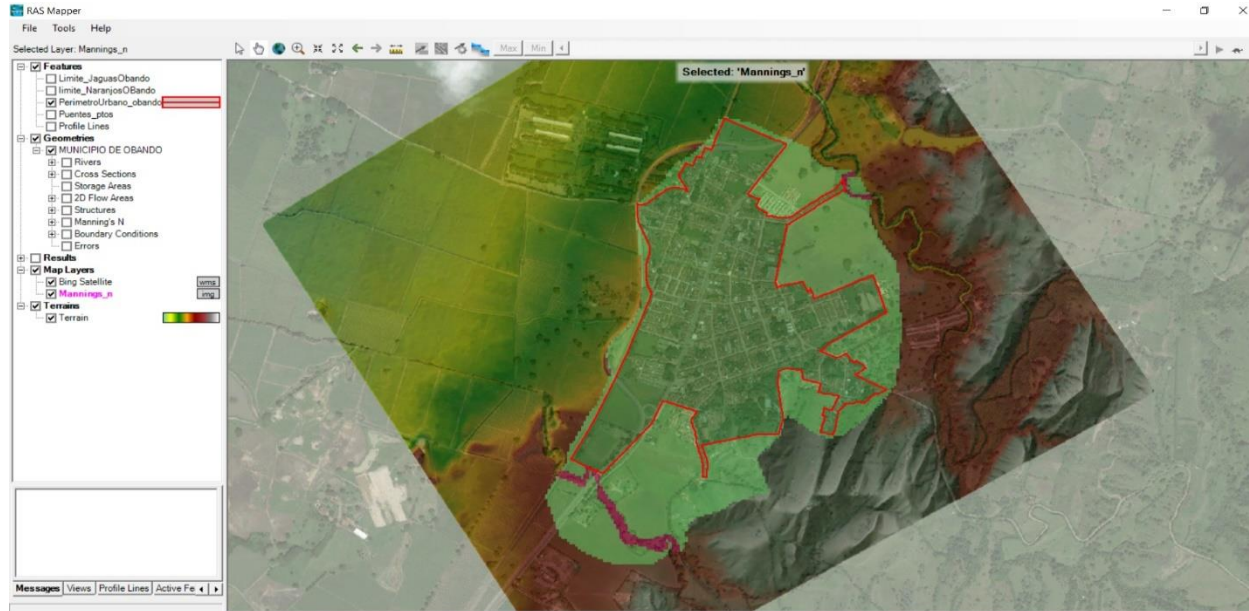 RAS Mapper
File Tools Help
Selected Layer: Mannings_n
Max Min
Selected: 'Mannings_n'
Features
Limite_JaguasObando
limite_NaranjosOBando
PerimetroUrbano_obando
Puentes_ptos
Profile Lines
Geometries
MUNICIPIO DE OBANDO
Rivers
Cross Sections
Storage Areas
2D Flow Areas
Structures
Manning's N
Boundary Conditions
Errors
Results
Map Layers
Bing Satellite wms
Mannings_n img
Terrains
Terrain
Messages Views Profile Lines Active Fe